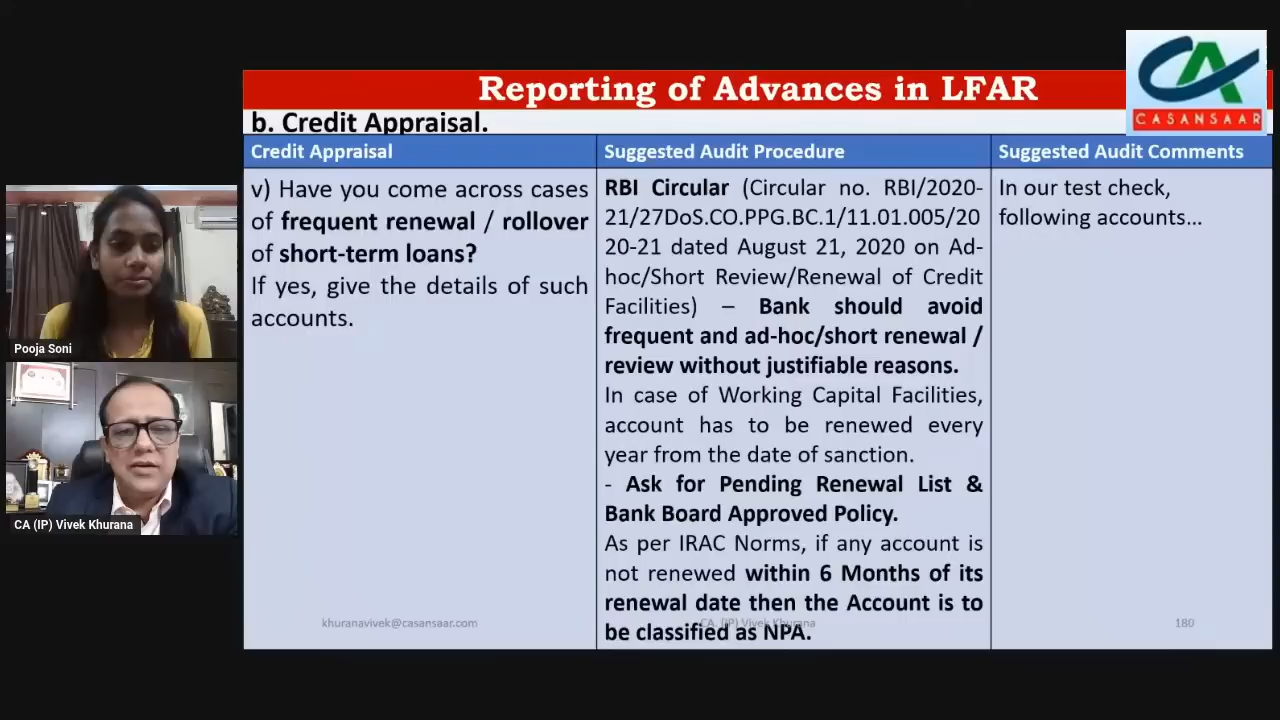 Reporting of Advances in LFAR
CA
CASANSAAR
b. Credit Appraisal.
Credit Appraisal
Suggested Audit Procedure
Suggested Audit Comments
v) Have you come across cases
of frequent renewal / rollover
of short-term loans?
If yes, give the details of such
accounts.
RBI Circular (Circular no. RBI/2020-
21/27DoS.CO.PPG.BC.1/11.01.005/20
20-21 dated August 21, 2020 on Ad-
hoc/Short Review/Renewal of Credit
Facilities) – Bank should avoid
frequent and ad-hoc/short renewal /
review without justifiable reasons.
In case of Working Capital Facilities,
account has to be renewed every
year from the date of sanction.
- Ask for Pending Renewal List &
Bank Board Approved Policy.
As per IRAC Norms, if any account is
not renewed within 6 Months of its
renewal date then the Account is to
be classified as NPA.
In our test check,
following accounts...
khuranavivek@casansaar.com
CA. (IP) Vivek Khurana
180
Pooja Soni
CA (IP) Vivek Khurana